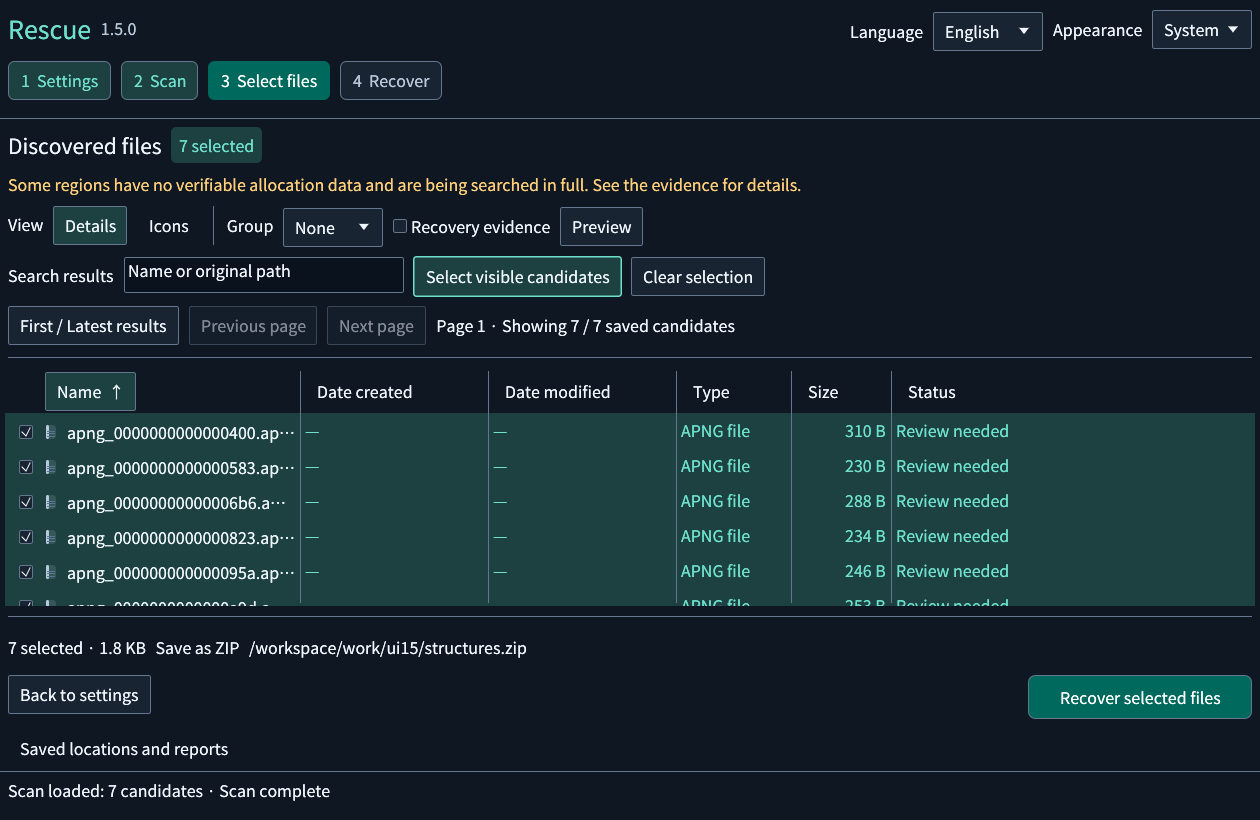 Rescue 1.5.0
Language English Appearance System
1 Settings 2 Scan 3 Select files 4 Recover
Discovered files 7 selected
Some regions have no verifiable allocation data and are being searched in full. See the evidence for details.
View Details Icons Group None Recovery evidence Preview
Search results Name or original path Select visible candidates Clear selection
First / Latest results Previous page Next page Page 1 · Showing 7 / 7 saved candidates
Name ↑ Date created Date modified Type Size Status
apng_0000000000000400.ap··· — — APNG file 310 B Review needed
apng_0000000000000583.ap··· — — APNG file 230 B Review needed
apng_00000000000006b6.a··· — — APNG file 288 B Review needed
apng_0000000000000823.ap··· — — APNG file 234 B Review needed
apng_000000000000095a.ap··· — — APNG file 246 B Review needed
APNG file 253 B Review needed
7 selected · 1.8 KB Save as ZIP /workspace/work/ui15/structures.zip
Back to settings Recover selected files
Saved locations and reports
Scan loaded: 7 candidates · Scan complete